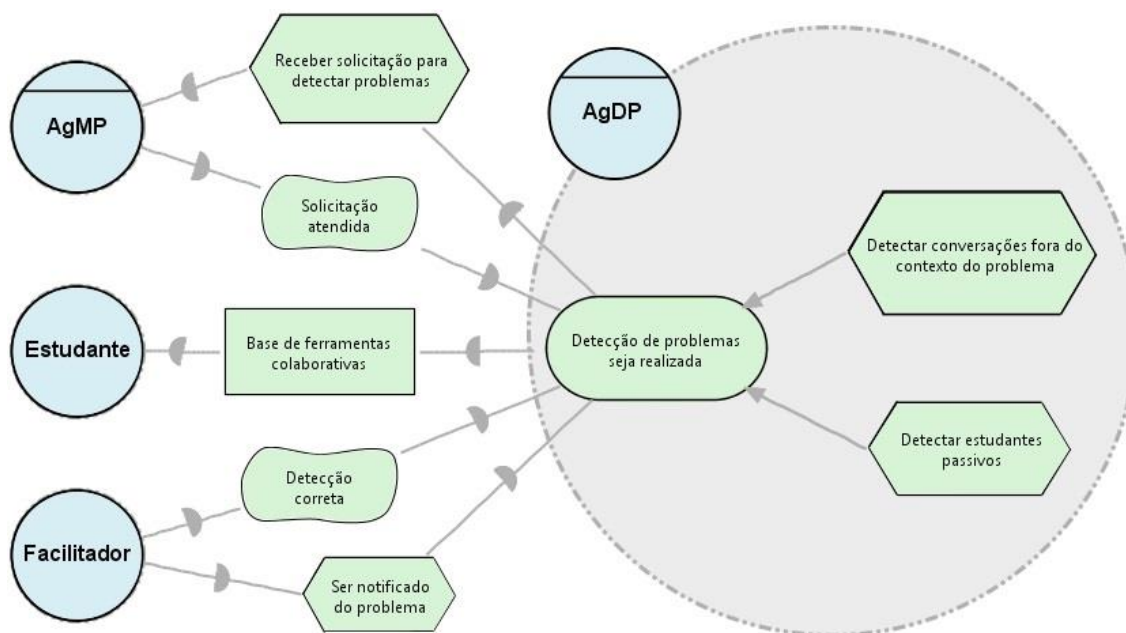 Receber solicitação para
detectar problemas
AgMP
AgDP
Solicitação
atendida
Detectar conversações fora do
contexto do problema
Estudante
Base de ferramentas
colaborativas
Detecção de problemas
seja realizada
Detectar estudantes
passivos
Detecção
correta
Facilitador
Ser notificado
do problema